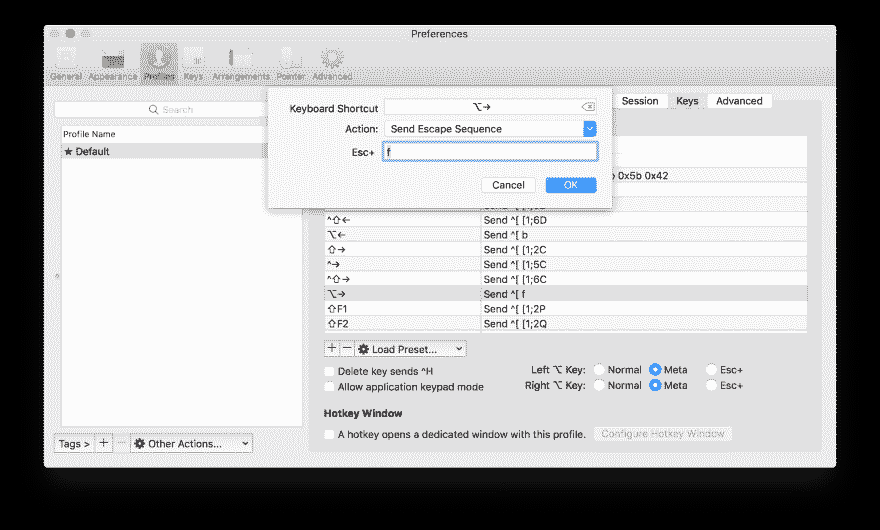 Preferences
General Appearance Profiles Keys Arrangements Pointer Advanced
Search
Profile Name
★ Default
Keyboard Shortcut ⌥→
Action: Send Escape Sequence
Esc+ f
Cancel OK
Session Keys Advanced
0x5b 0x42
^⇧← Send ^[ [1;6D
⌥← Send ^[ b
⇧→ Send ^[ [1;2C
^→ Send ^[ [1;5C
^⇧→ Send ^[ [1;6C
⌥→ Send ^[ f
⇧F1 Send ^[ [1;2P
⇧F2 Send ^[ [1;2Q
+ − Load Preset...
Delete key sends ^H
Allow application keypad mode
Left ⌥ Key: Normal Meta Esc+
Right ⌥ Key: Normal Meta Esc+
Hotkey Window
A hotkey opens a dedicated window with this profile. Configure Hotkey Window
Tags > + − Other Actions...